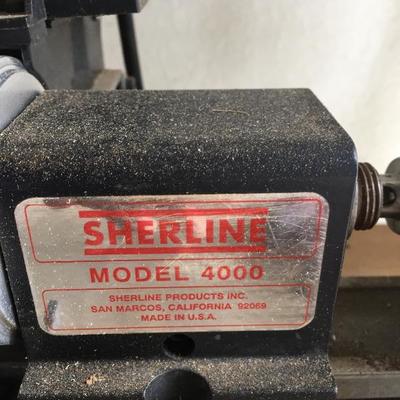 SHERLINE
MODEL 4000
SHERLINE PRODUCTS INC.
SAN MARCOS, CALIFORNIA 92069
MADE IN U.S.A.